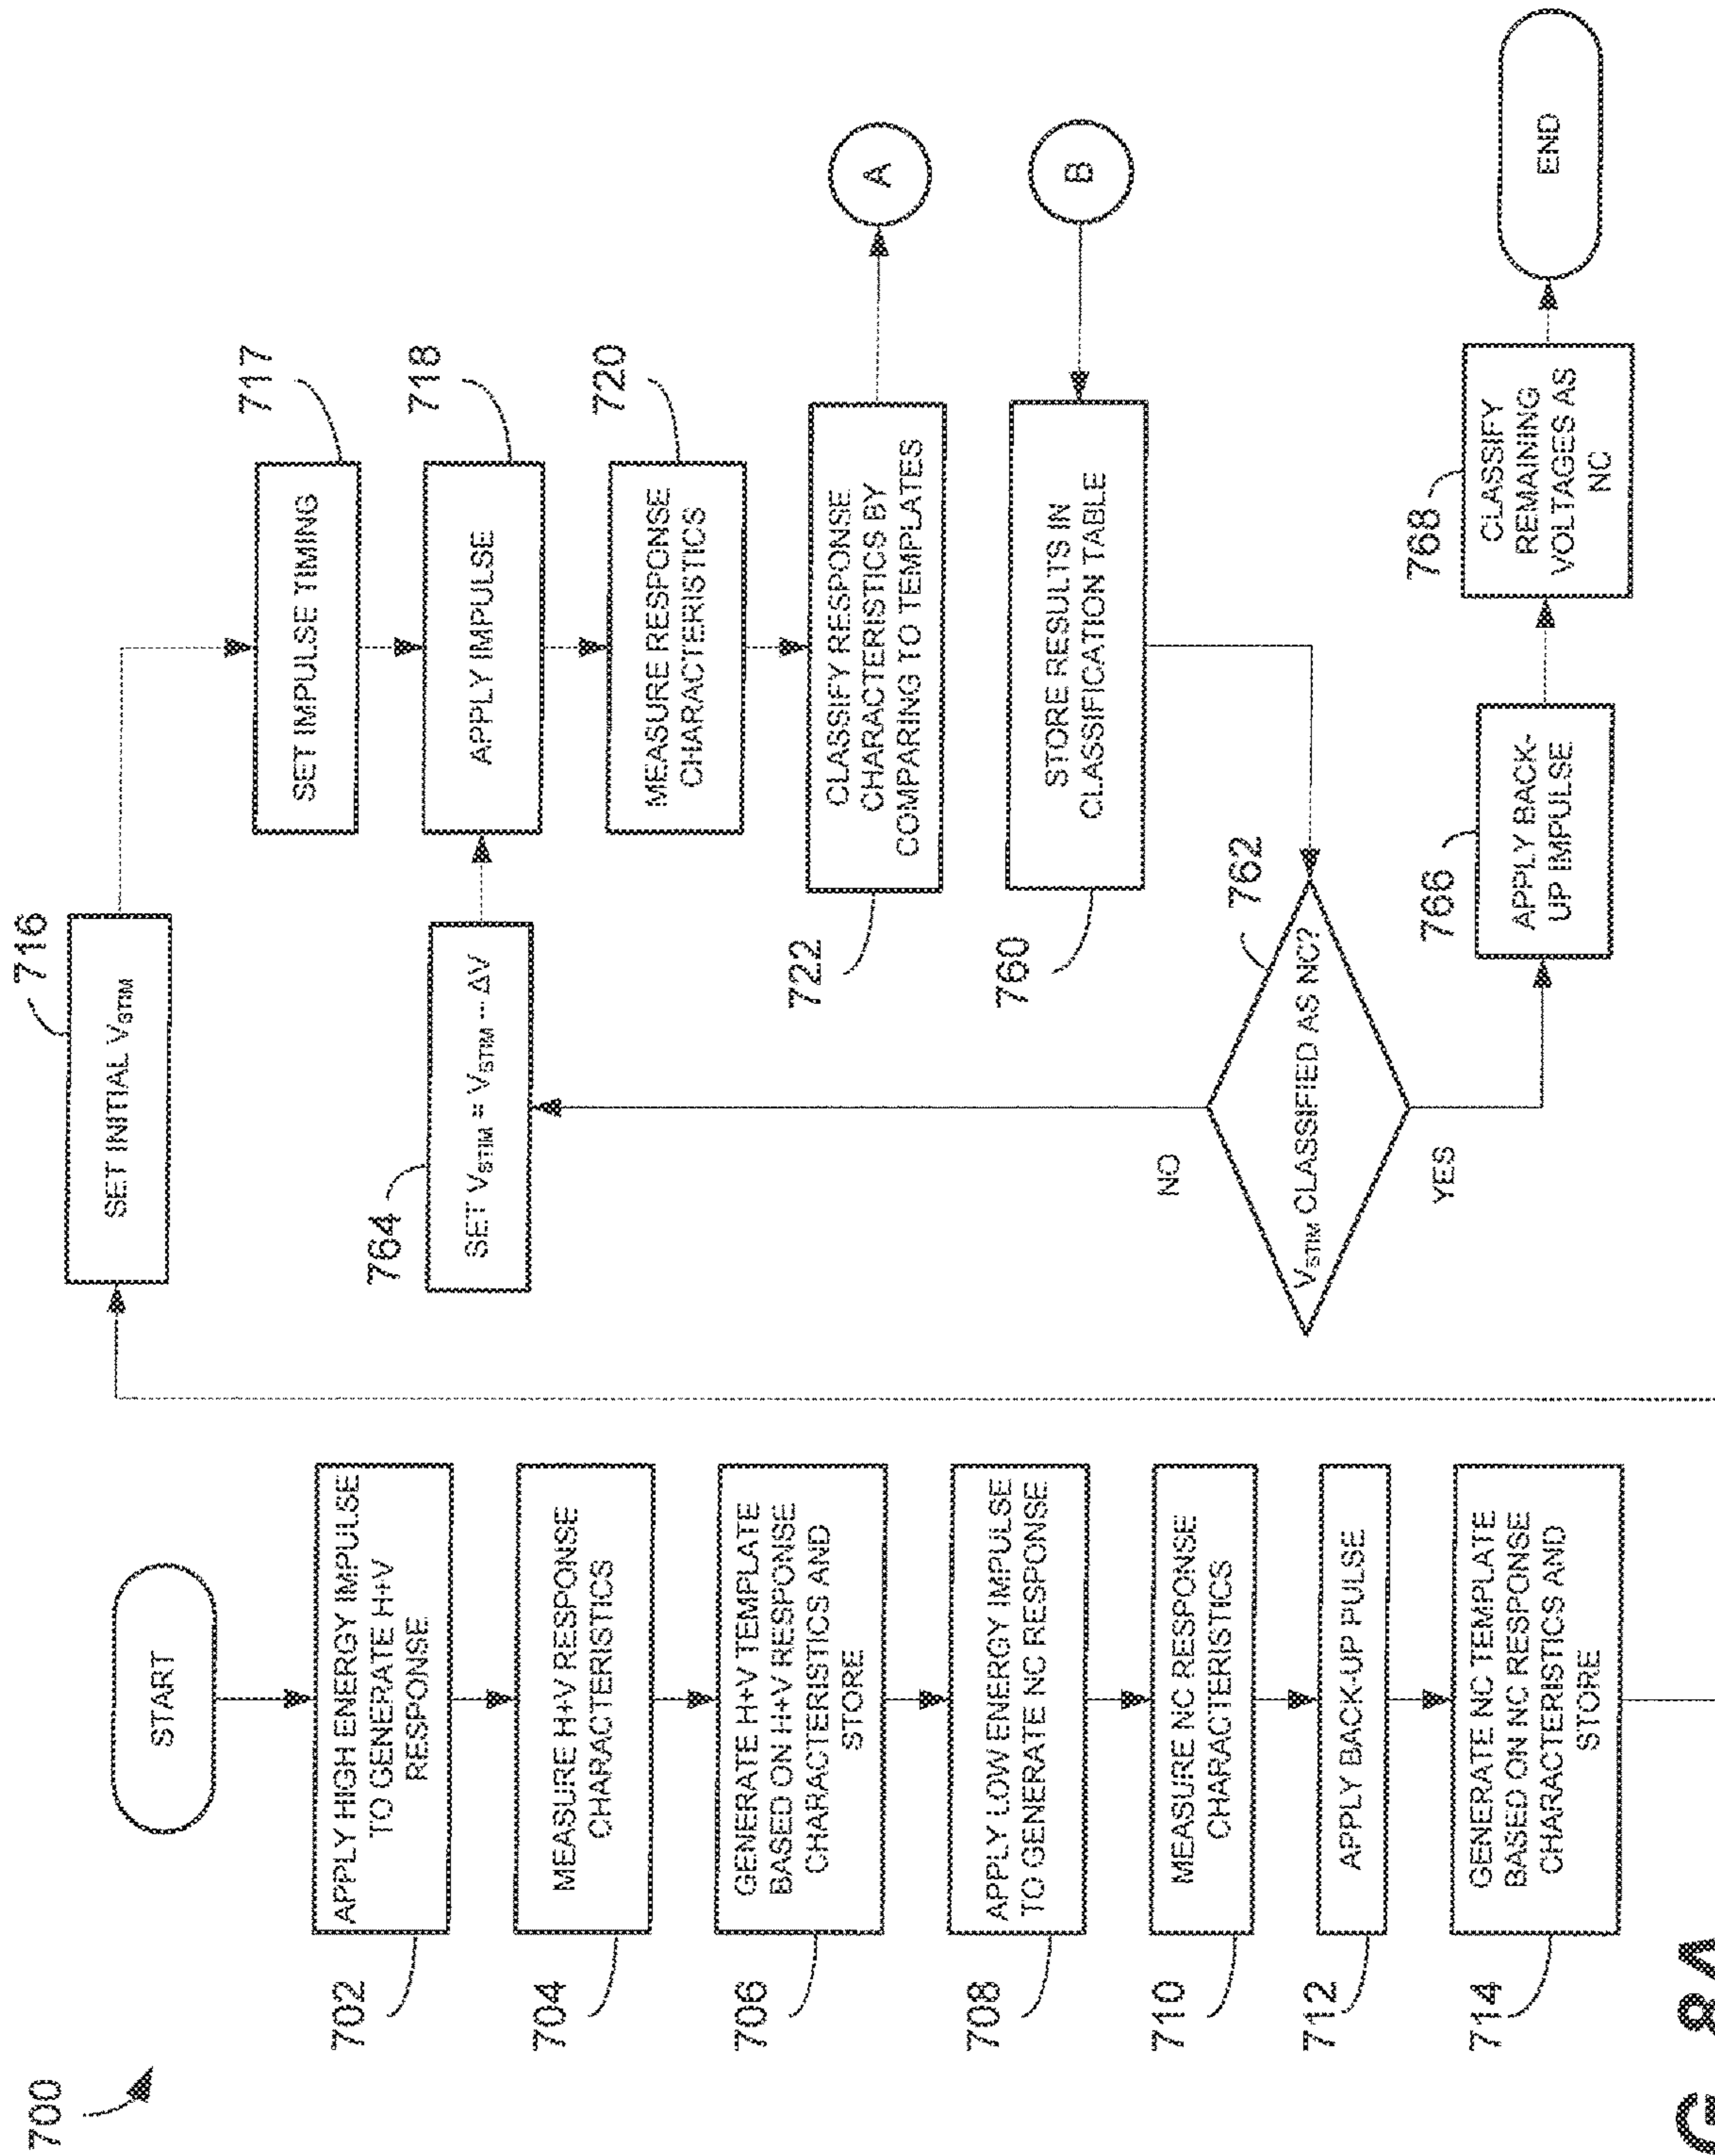 700
START
702
APPLY HIGH ENERGY IMPULSE
TO GENERATE H+V
RESPONSE
704
MEASURE H+V RESPONSE
CHARACTERISTICS
706
GENERATE H+V TEMPLATE
BASED ON H+V RESPONSE
CHARACTERISTICS AND
STORE
708
APPLY LOW ENERGY IMPULSE
TO GENERATE NC RESPONSE
710
MEASURE NC RESPONSE
CHARACTERISTICS
712
APPLY BACK-UP PULSE
714
GENERATE NC TEMPLATE
BASED ON NC RESPONSE
CHARACTERISTICS AND
STORE
716
SET INITIAL VSTIM
717
SET IMPULSE TIMING
764
SET VSTIM = VSTIM - ΔV
718
APPLY IMPULSE
720
MEASURE RESPONSE
CHARACTERISTICS
722
CLASSIFY RESPONSE
CHARACTERISTICS BY
COMPARING TO TEMPLATES
A
760
STORE RESULTS IN
CLASSIFICATION TABLE
B
762
VSTIM CLASSIFIED AS NC?
NO
YES
766
APPLY BACK-
UP IMPULSE
768
CLASSIFY
REMAINING
VOLTAGES AS
NC
END
G. 8A